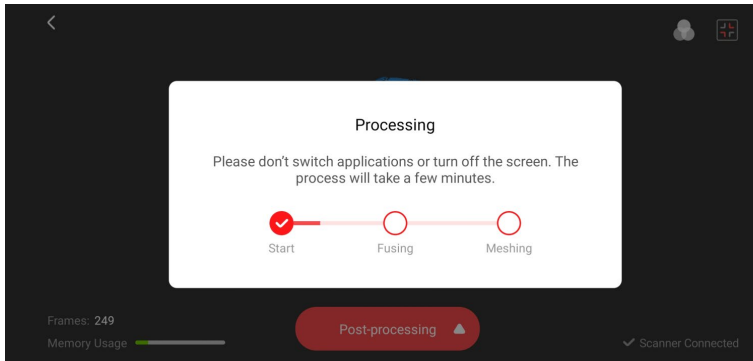 Processing
Please don't switch applications or turn off the screen. The
process will take a few minutes.
Start Fusing Meshing
Frames: 249
Memory Usage
Post-processing
Scanner Connected